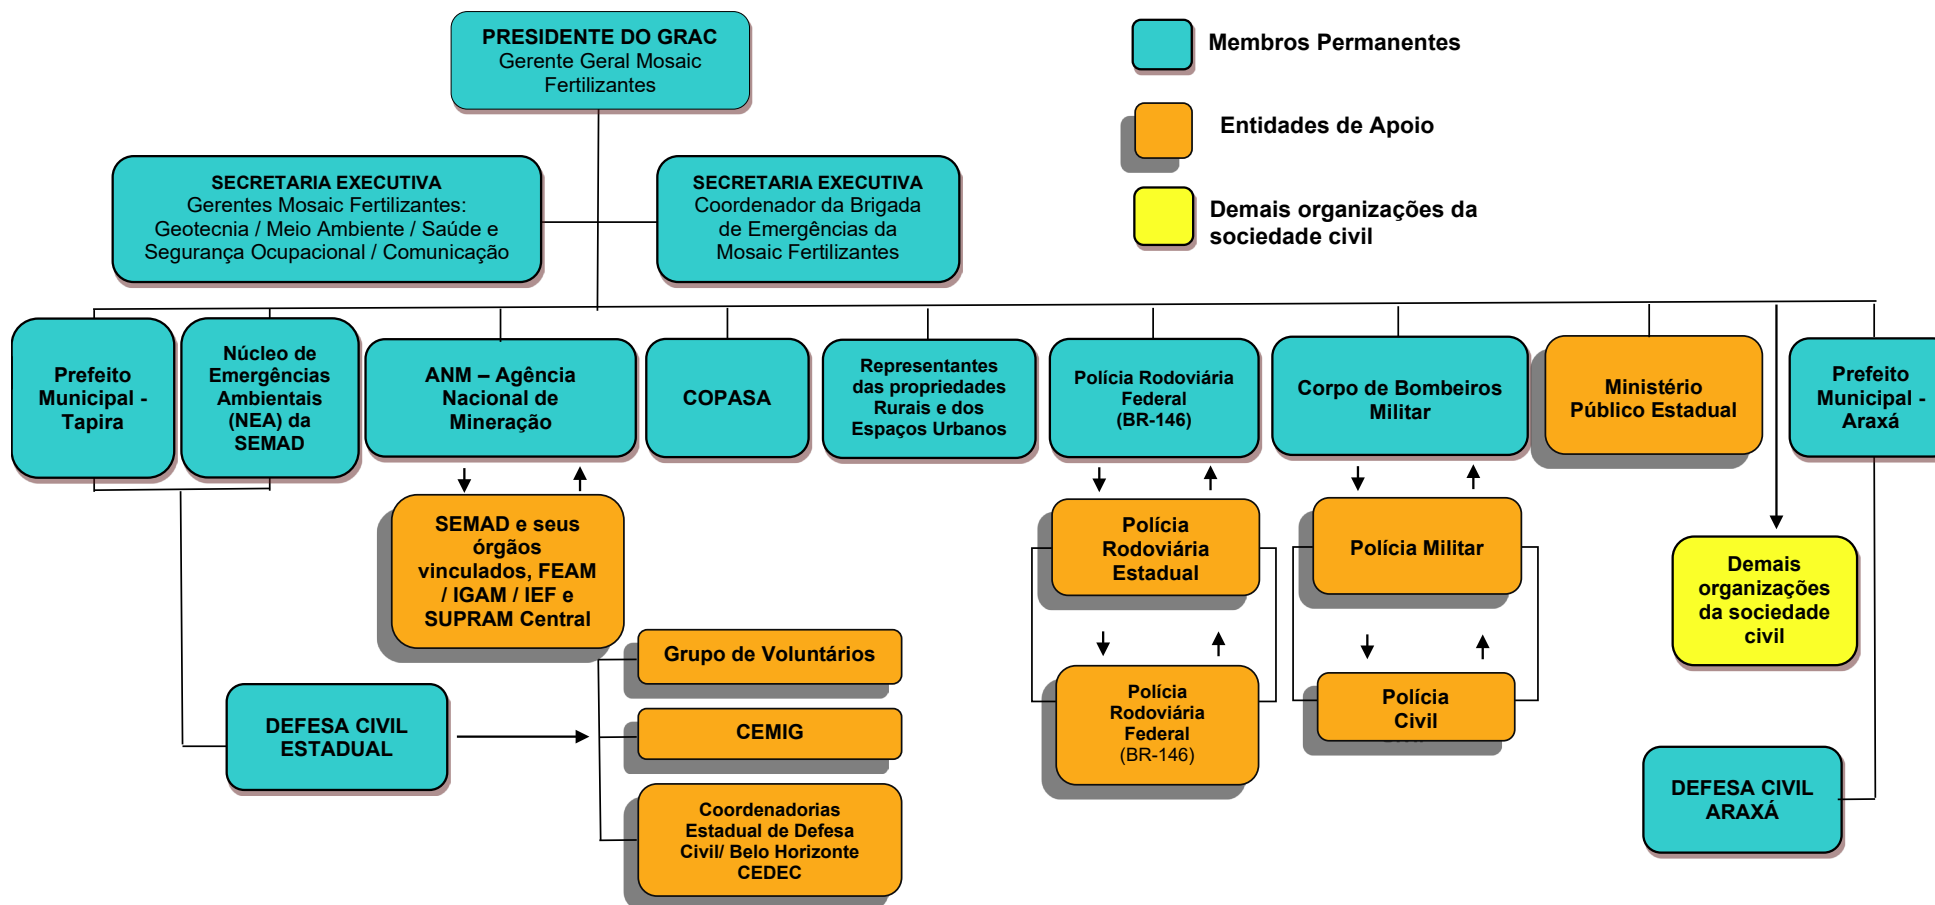 PRESIDENTE DO GRAC
Gerente Geral Mosaic
Fertilizantes
Membros Permanentes
Entidades de Apoio
Demais organizações da
sociedade civil
SECRETARIA EXECUTIVA
Gerentes Mosaic Fertilizantes:
Geotecnia / Meio Ambiente / Saúde e
Segurança Ocupacional / Comunicação
SECRETARIA EXECUTIVA
Coordenador da Brigada
de Emergências da
Mosaic Fertilizantes
Prefeito
Municipal -
Tapira
Núcleo de
Emergências
Ambientais
(NEA) da
SEMAD
ANM – Agência
Nacional de
Mineração
COPASA
Representantes
das propriedades
Rurais e dos
Espaços Urbanos
Polícia Rodoviária
Federal
(BR-146)
Corpo de Bombeiros
Militar
Ministério
Público Estadual
Prefeito
Municipal -
Araxá
SEMAD e seus
órgãos
vinculados, FEAM
/ IGAM / IEF e
SUPRAM Central
Polícia
Rodoviária
Estadual
Polícia Militar
Demais
organizações
da sociedade
civil
Grupo de Voluntários
CEMIG
Coordenadorias
Estadual de Defesa
Civil/ Belo Horizonte
CEDEC
DEFESA CIVIL
ESTADUAL
Polícia
Rodoviária
Federal
(BR-146)
Polícia
Civil
DEFESA CIVIL
ARAXÁ